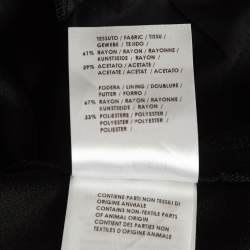 TESSUTO / FABRIC / TISSU /
GEWEBE / TEJIDO /
61% RAYON / RAYON / RAYONNE /
KUNSTSEIDE / RAYON /
39% ACETATO / ACETATE /
ACETATE / ACETAT / ACETATO /
FODERA / LINING / DOUBLURE /
FUTTER / FORRO /
67% RAYON / RAYON / RAYONNE /
KUNSTSEIDE / RAYON /
33% POLIESTERE / POLYESTER /
POLYESTER / POLYESTER /
POLIESTER /
CONTIENE PARTI NON TESSILI DI
ORIGINE ANIMALE
CONTAINS NON-TEXTILE PARTS
OF ANIMAL ORIGIN
CONTIENT DES PARTIES NON